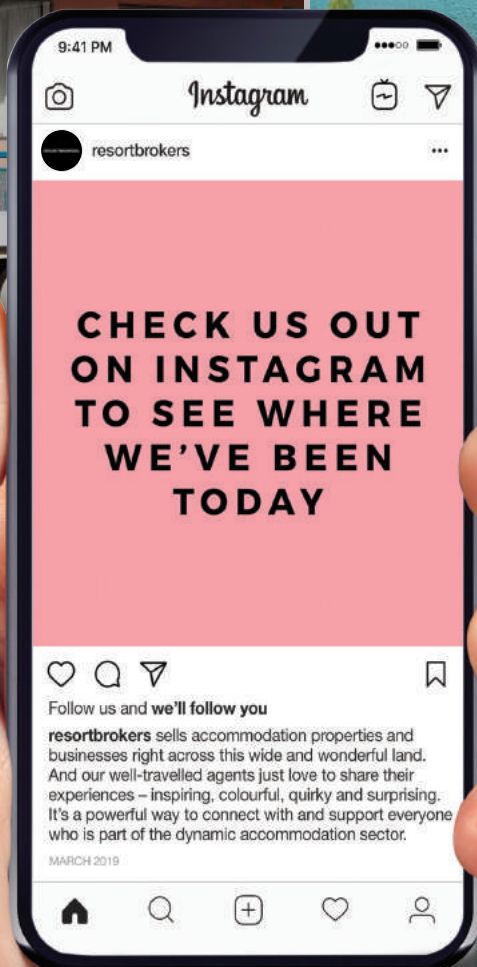 9:41 PM
Instagram
resortbrokers
CHECK US OUT
ON INSTAGRAM
TO SEE WHERE
WE'VE BEEN
TODAY
Follow us and we'll follow you
resortbrokers sells accommodation properties and
businesses right across this wide and wonderful land.
And our well-travelled agents just love to share their
experiences – inspiring, colourful, quirky and surprising.
It's a powerful way to connect with and support everyone
who is part of the dynamic accommodation sector.
MARCH 2019